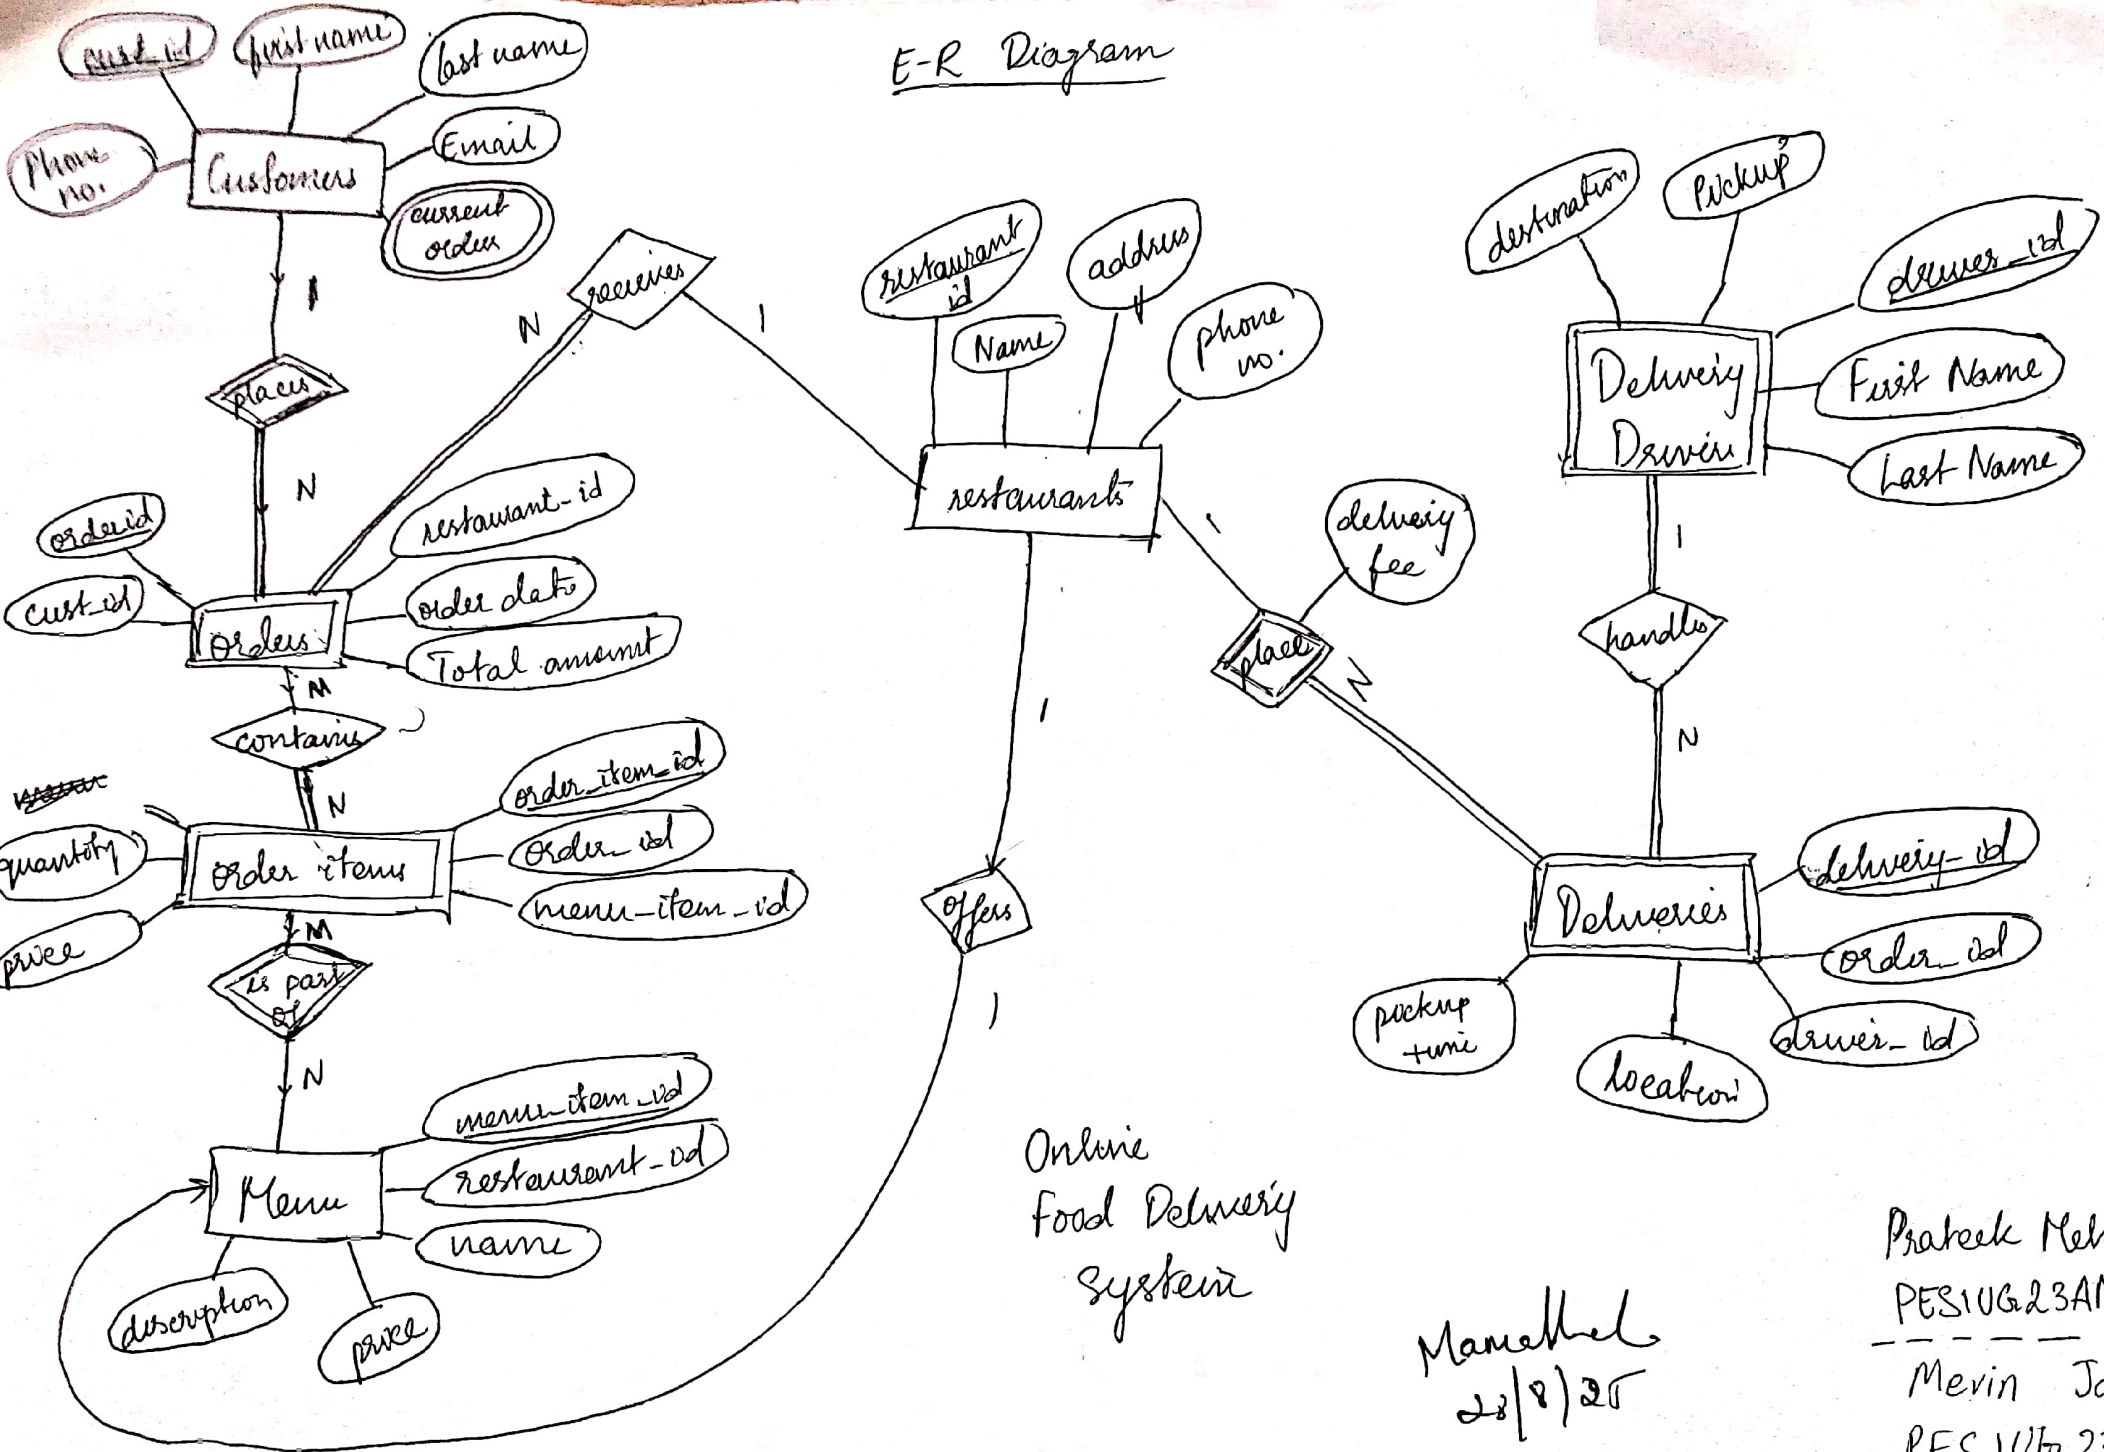 E-R Diagram
cust_id
first name
last name
Phone
no.
Email
Customers
current
order
1
places
N
receives
N
1
restaurant
id
Name
address
phone
no.
restaurants
destination
Pickup
driver_id
First Name
Last Name
Delivery
Driver
1
handles
N
order id
cust_id
restaurant_id
order date
Total amount
orders
M
contains
N
quantity
price
order_item_id
order_id
menu_item_id
order items
M
is part
of
N
menu_item_id
restaurant_id
name
Menu
description
price
1
offers
1
1
delivery
fee
place
N
Deliveries
delivery_id
order_id
driver_id
location
pickup
time
Online
Food Delivery
System
28/8/25
Prateek
PES1UG23AM
Mevin
PES1UG23